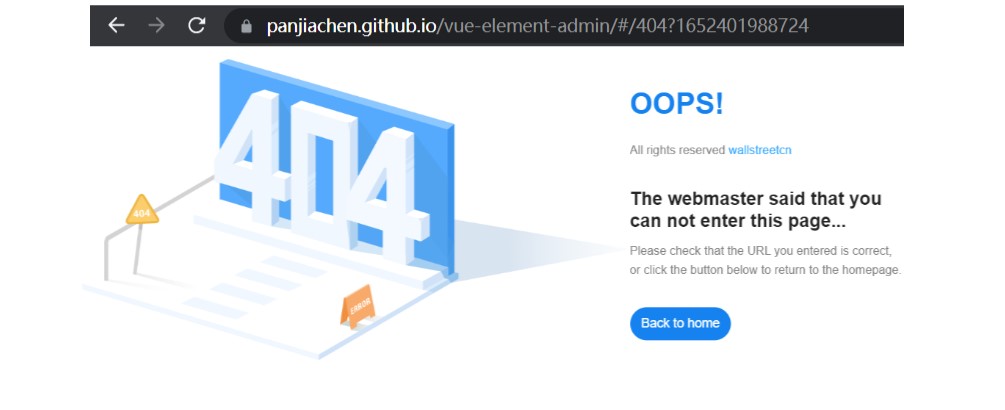 panjiachen.github.io/vue-element-admin/#/404?1652401988724
404
404
ERROR
OOPS!
All rights reserved wallstreetcn
The webmaster said that you
can not enter this page...
Please check that the URL you entered is correct,
or click the button below to return to the homepage.
Back to home